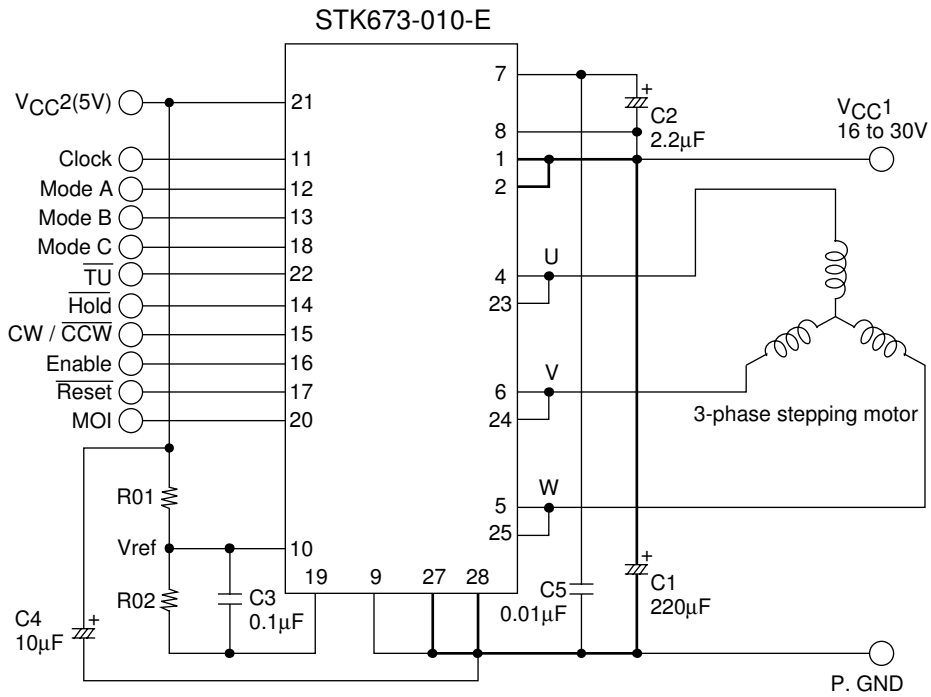 STK673-010-E
VCC2(5V)
Clock
Mode A
Mode B
Mode C
TU
Hold
CW / CCW
Enable
Reset
MOI
21
11
12
13
18
22
14
15
16
17
20
10
19
9
27
28
7
8
1
2
4
23
6
24
5
25
U
V
W
C2
2.2μF
+
VCC1
16 to 30V
3-phase stepping motor
R01
Vref
R02
C3
0.1μF
C4
10μF
+
C5
0.01μF
+
C1
220μF
P. GND